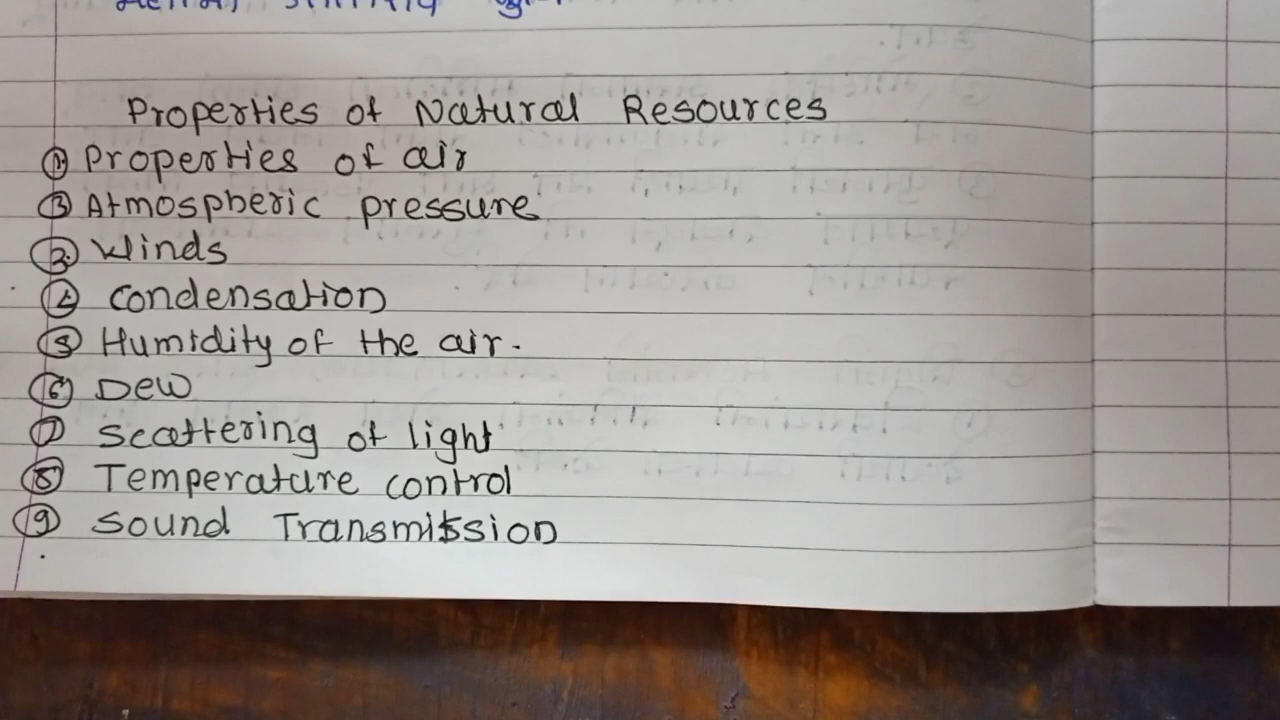 Properties of Natural Resources
① Properties of air
③ Atmospheric pressure
②. Winds
④ condensation
⑤ Humidity of the air.
⑥ Dew
⑦ scattering of light
⑧ Temperature control
⑨ Sound Transmission